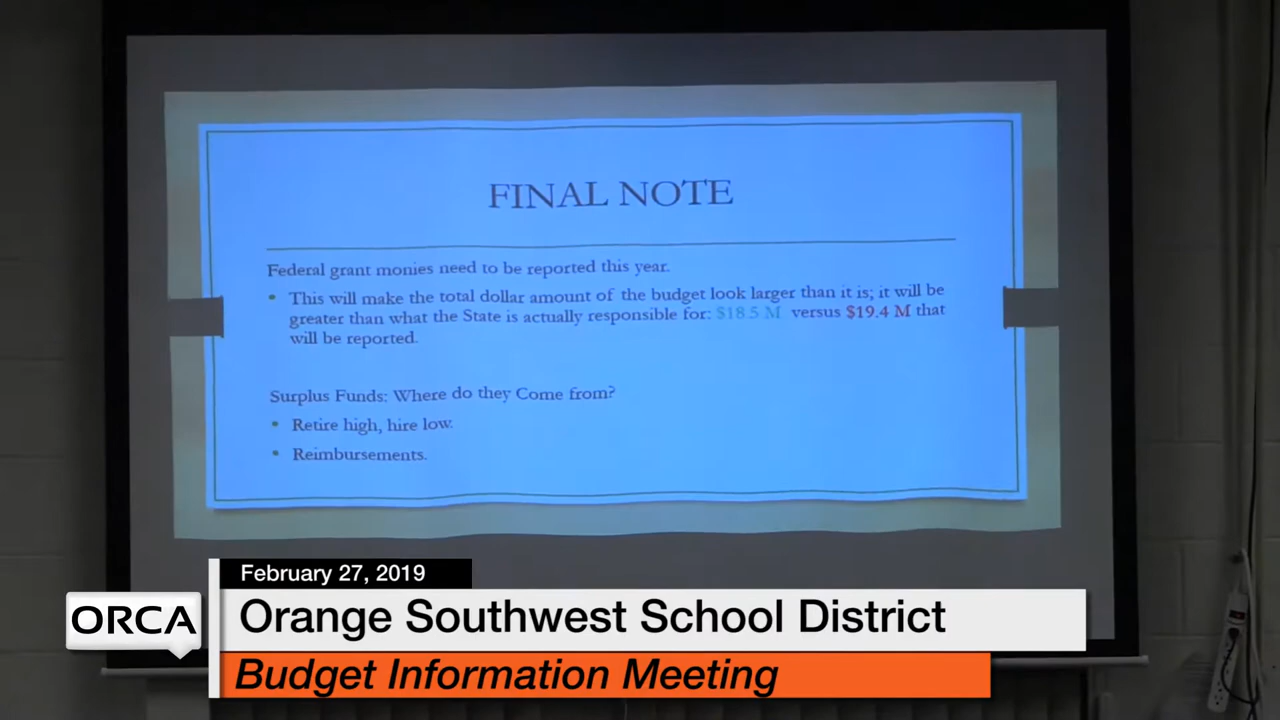 FINAL NOTE
Federal grant monies need to be reported this year.
• This will make the total dollar amount of the budget look larger than it is; it will be
greater than what the State is actually responsible for: $18.5 M versus $19.4 M that
will be reported.
Surplus Funds: Where do they Come from?
• Retire high, hire low.
• Reimbursements.
February 27, 2019
ORCA
Orange Southwest School District
Budget Information Meeting